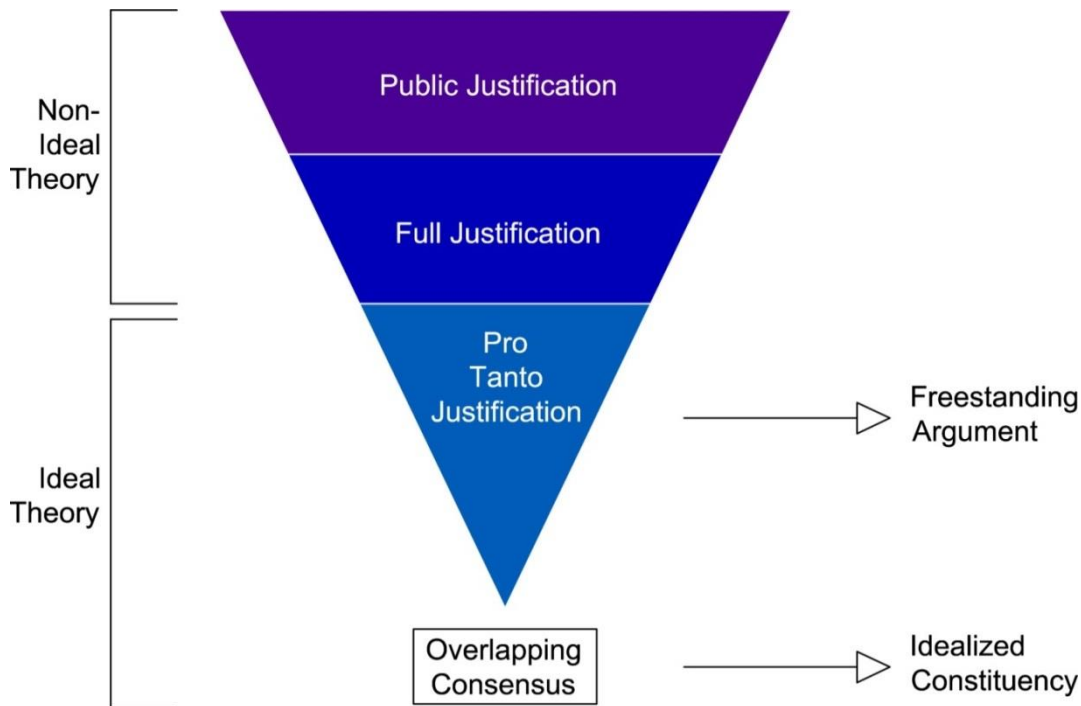 Public Justification
Non-
Ideal
Theory
Full Justification
Pro
Tanto
Justification
Freestanding
Argument
Ideal
Theory
Overlapping
Consensus
Idealized
Constituency